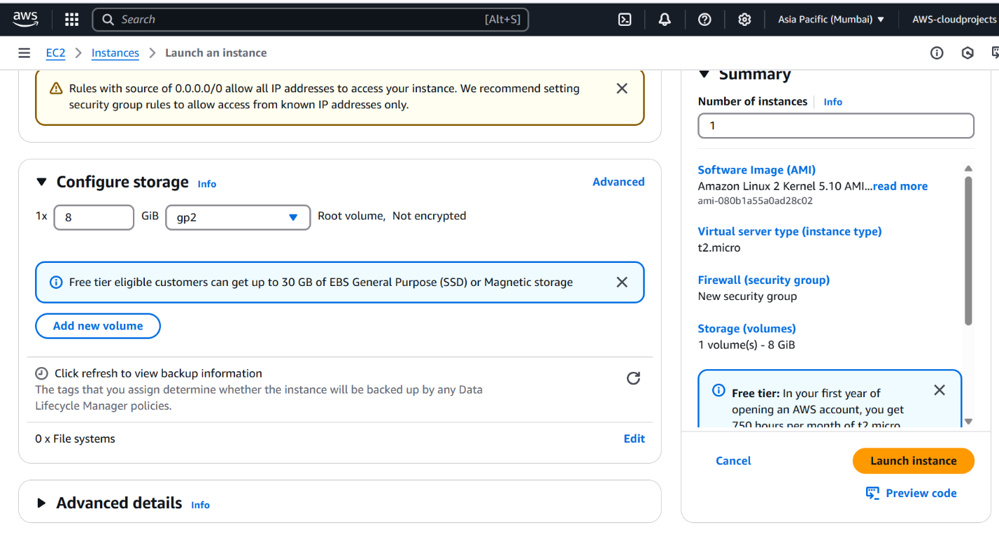 aws
Search [Alt+S]
Asia Pacific (Mumbai)
AWS-cloudprojects
EC2 Instances Launch an instance
Rules with source of 0.0.0.0/0 allow all IP addresses to access your instance. We recommend setting
security group rules to allow access from known IP addresses only.
Configure storage Info
Advanced
1x 8 GiB gp2 Root volume, Not encrypted
Free tier eligible customers can get up to 30 GB of EBS General Purpose (SSD) or Magnetic storage
Add new volume
Click refresh to view backup information
The tags that you assign determine whether the instance will be backed up by any Data
Lifecycle Manager policies.
0 x File systems
Edit
Advanced details Info
Summary
Number of instances Info
1
Software Image (AMI)
Amazon Linux 2 Kernel 5.10 AMI...read more
ami-080b1a55a0ad28c02
Virtual server type (instance type)
t2.micro
Firewall (security group)
New security group
Storage (volumes)
1 volume(s) - 8 GiB
Free tier: In your first year of
opening an AWS account, you get
750 hours per month of t2.micro
Cancel
Launch instance
Preview code